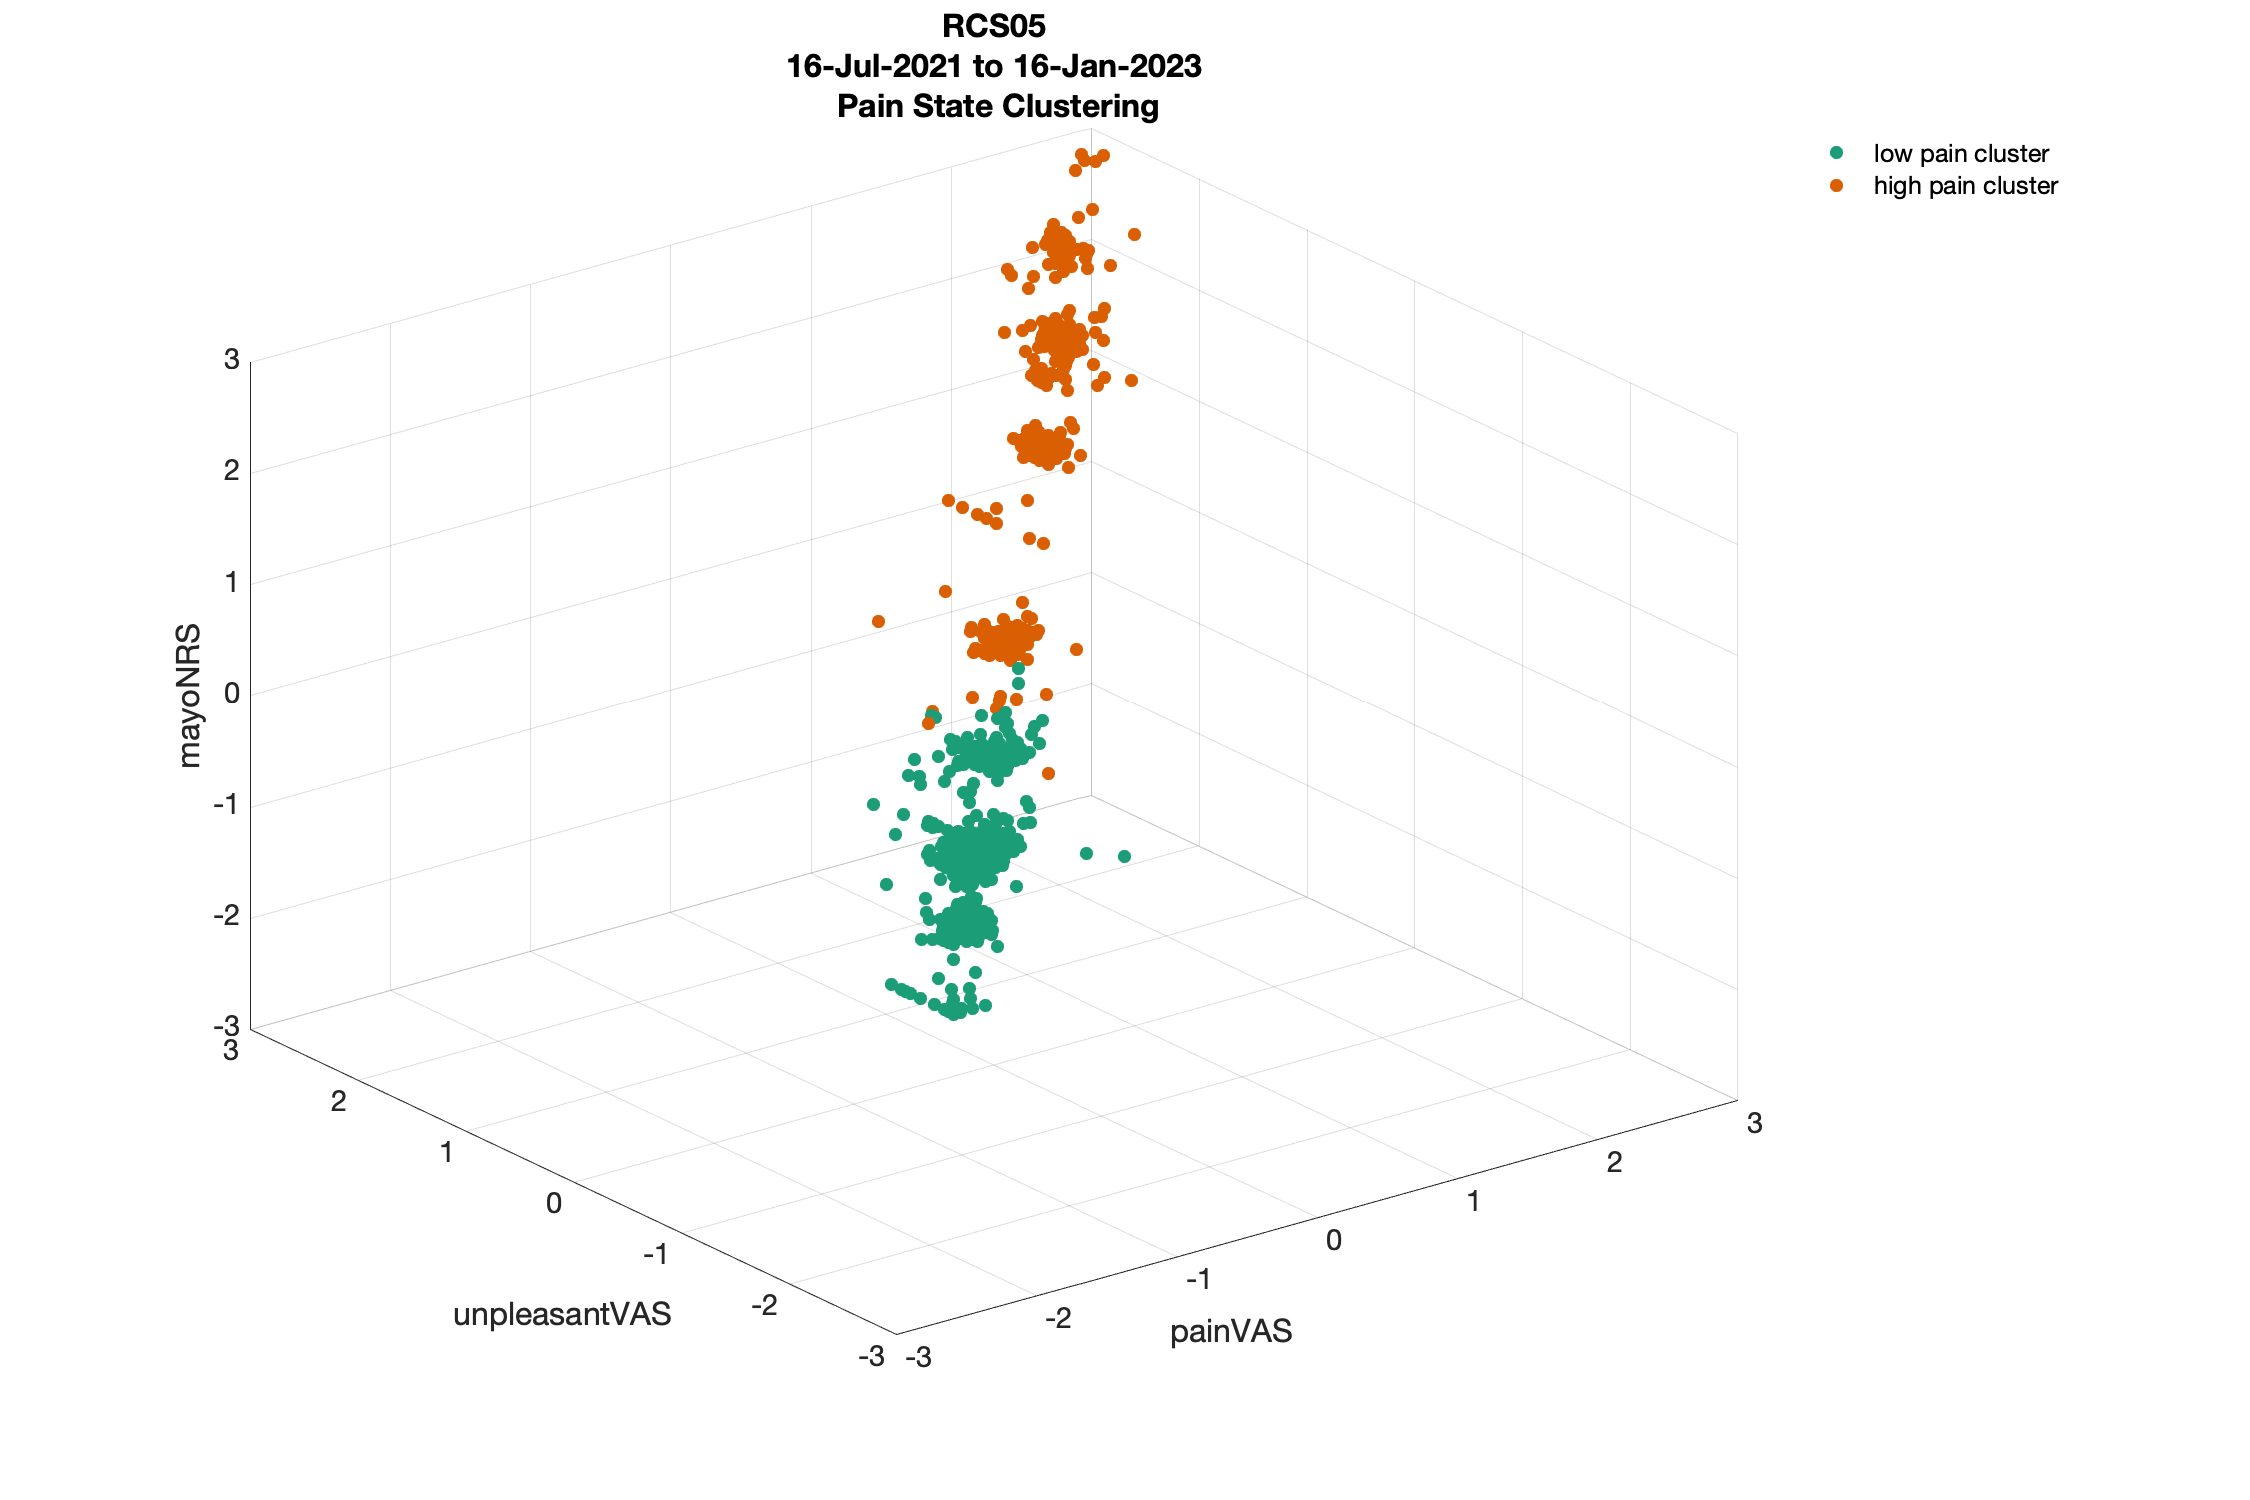 RCS05
16-Jul-2021 to 16-Jan-2023
Pain State Clustering
low pain cluster
high pain cluster
mayoNRS
3
2
1
0
-1
-2
-3
unpleasantVAS
3
2
1
0
-1
-2
-3
painVAS
-3
-2
-1
0
1
2
3